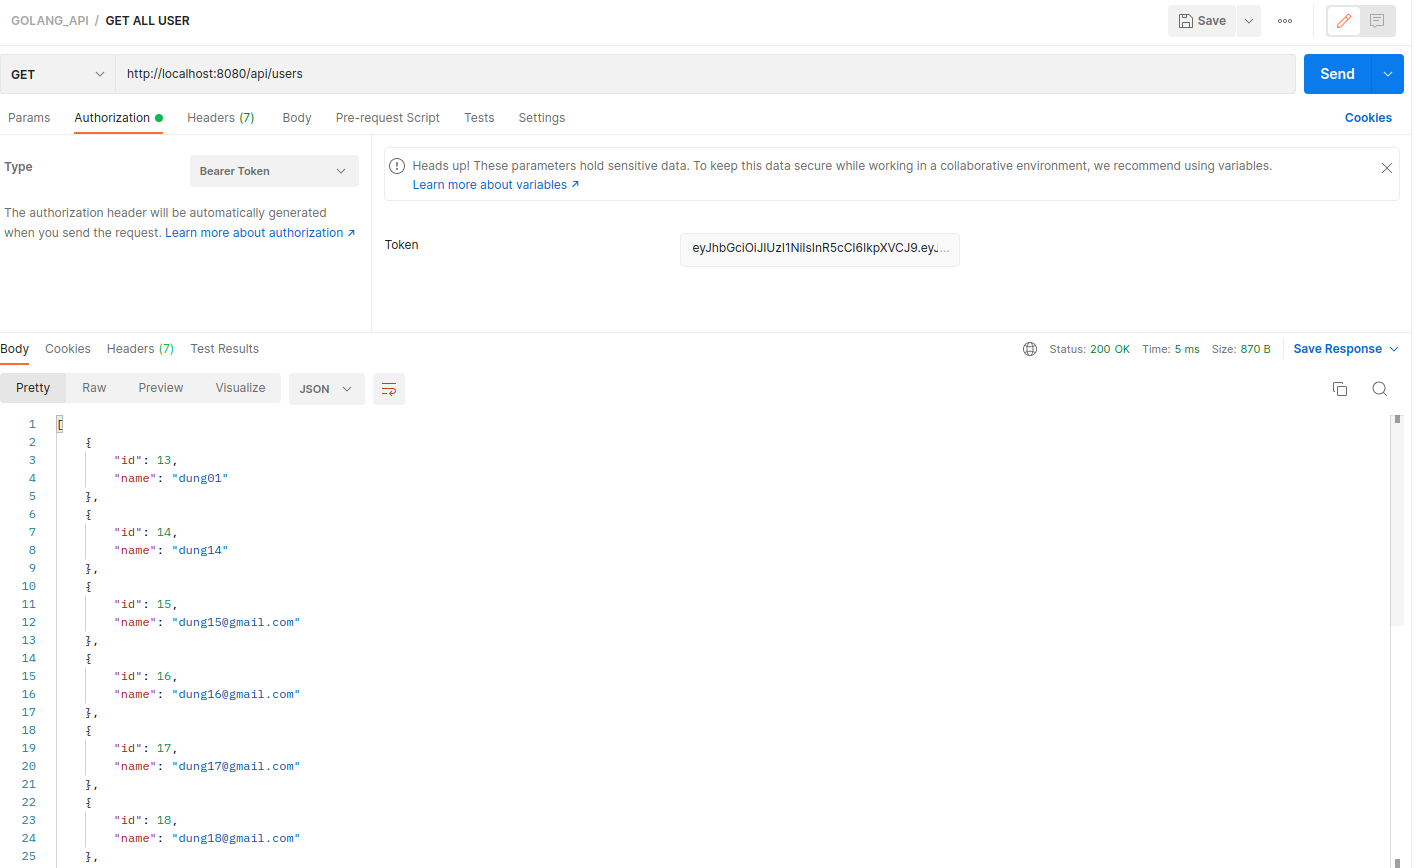 GOLANG_API / GET ALL USER
Save
GET
http://localhost:8080/api/users
Send
Params Authorization Headers (7) Body Pre-request Script Tests Settings Cookies
Type
Bearer Token
The authorization header will be automatically generated
when you send the request. Learn more about authorization ↗
Heads up! These parameters hold sensitive data. To keep this data secure while working in a collaborative environment, we recommend using variables.
Learn more about variables ↗
Token
eyJhbGciOiJIUzI1NiIsInR5cCI6IkpXVCJ9.eyJ...
Body Cookies Headers (7) Test Results
Status: 200 OK Time: 5 ms Size: 870 B Save Response
Pretty Raw Preview Visualize JSON
1 [
2 {
3 "id": 13,
4 "name": "dung01"
5 },
6 {
7 "id": 14,
8 "name": "dung14"
9 },
10 {
11 "id": 15,
12 "name": "dung15@gmail.com"
13 },
14 {
15 "id": 16,
16 "name": "dung16@gmail.com"
17 },
18 {
19 "id": 17,
20 "name": "dung17@gmail.com"
21 },
22 {
23 "id": 18,
24 "name": "dung18@gmail.com"
25 },